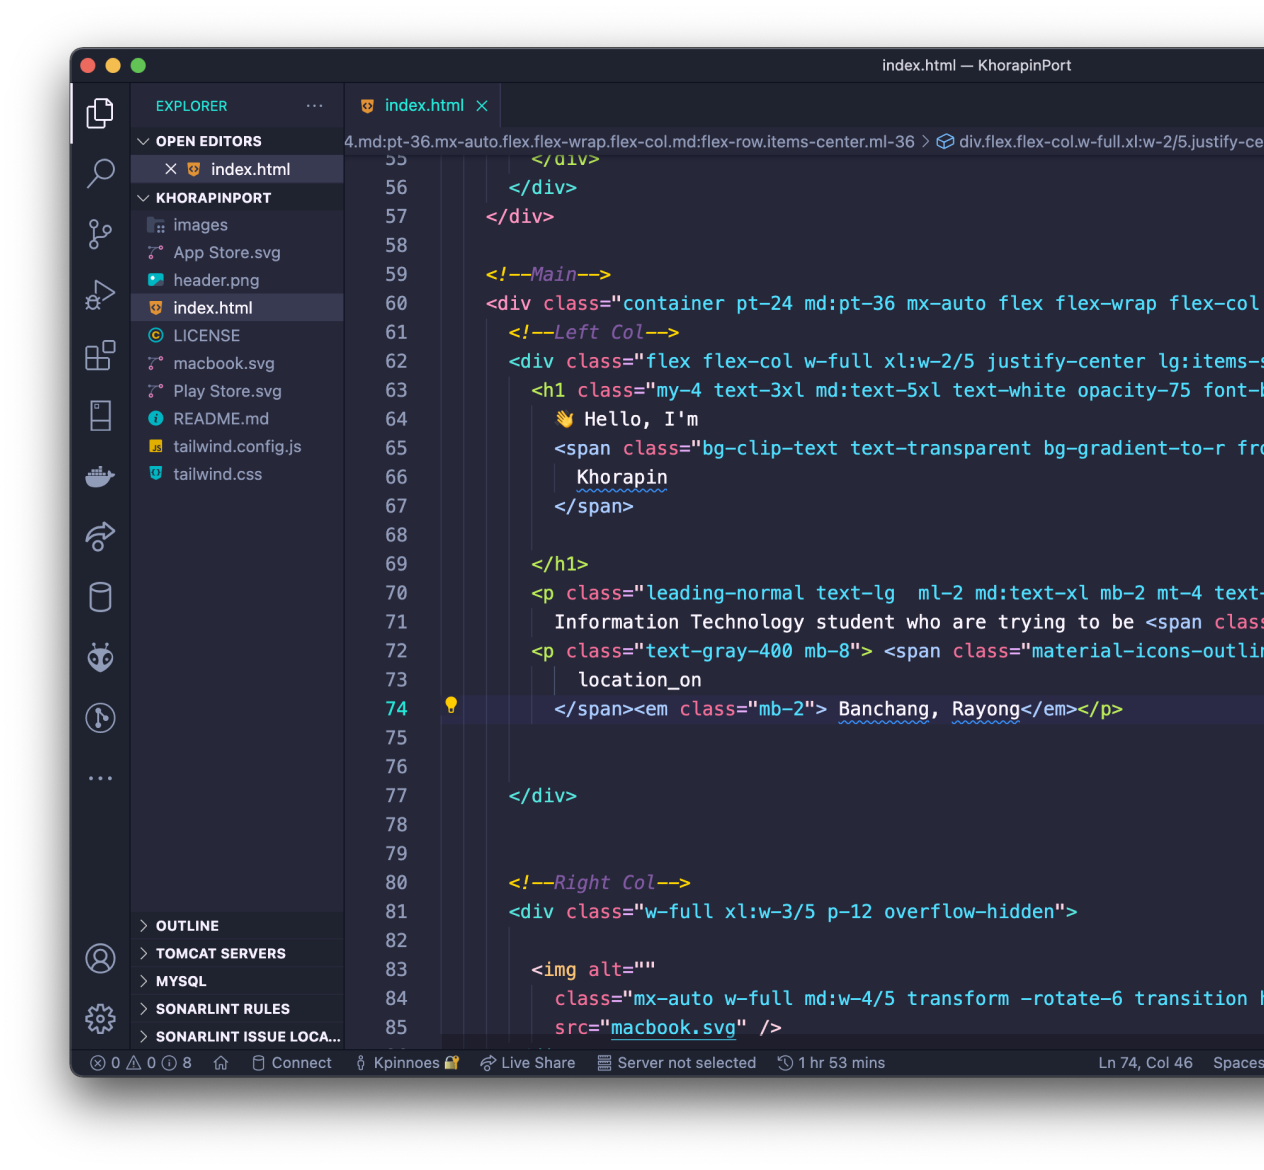 index.html — KhorapinPort
EXPLORER
index.html
OPEN EDITORS
index.html
KHORAPINPORT
images
App Store.svg
header.png
index.html
LICENSE
macbook.svg
Play Store.svg
README.md
tailwind.config.js
tailwind.css
OUTLINE
TOMCAT SERVERS
MYSQL
SONARLINT RULES
SONARLINT ISSUE LOCA...
4.md:pt-36.mx-auto.flex.flex-wrap.flex-col.md:flex-row.items-center.ml-36 > div.flex.flex-col.w-full.xl:w-2/5.justify-ce
55 </div>
56 </div>
57 </div>
58
59 <!--Main-->
60 <div class="container pt-24 md:pt-36 mx-auto flex flex-wrap flex-col
61 <!--Left Col-->
62 <div class="flex flex-col w-full xl:w-2/5 justify-center lg:items-s
63 <h1 class="my-4 text-3xl md:text-5xl text-white opacity-75 font-b
64 👋 Hello, I'm
65 <span class="bg-clip-text text-transparent bg-gradient-to-r fro
66 Khorapin
67 </span>
68
69 </h1>
70 <p class="leading-normal text-lg  ml-2 md:text-xl mb-2 mt-4 text-
71 Information Technology student who are trying to be <span class
72 <p class="text-gray-400 mb-8"> <span class="material-icons-outlin
73 location_on
74 </span><em class="mb-2"> Banchang, Rayong</em></p>
75
76
77 </div>
78
79
80 <!--Right Col-->
81 <div class="w-full xl:w-3/5 p-12 overflow-hidden">
82
83 <img alt=""
84 class="mx-auto w-full md:w-4/5 transform -rotate-6 transition h
85 src="macbook.svg" />
0 0 8 Connect Kpinnoes 🔐 Live Share Server not selected 1 hr 53 mins Ln 74, Col 46 Spaces